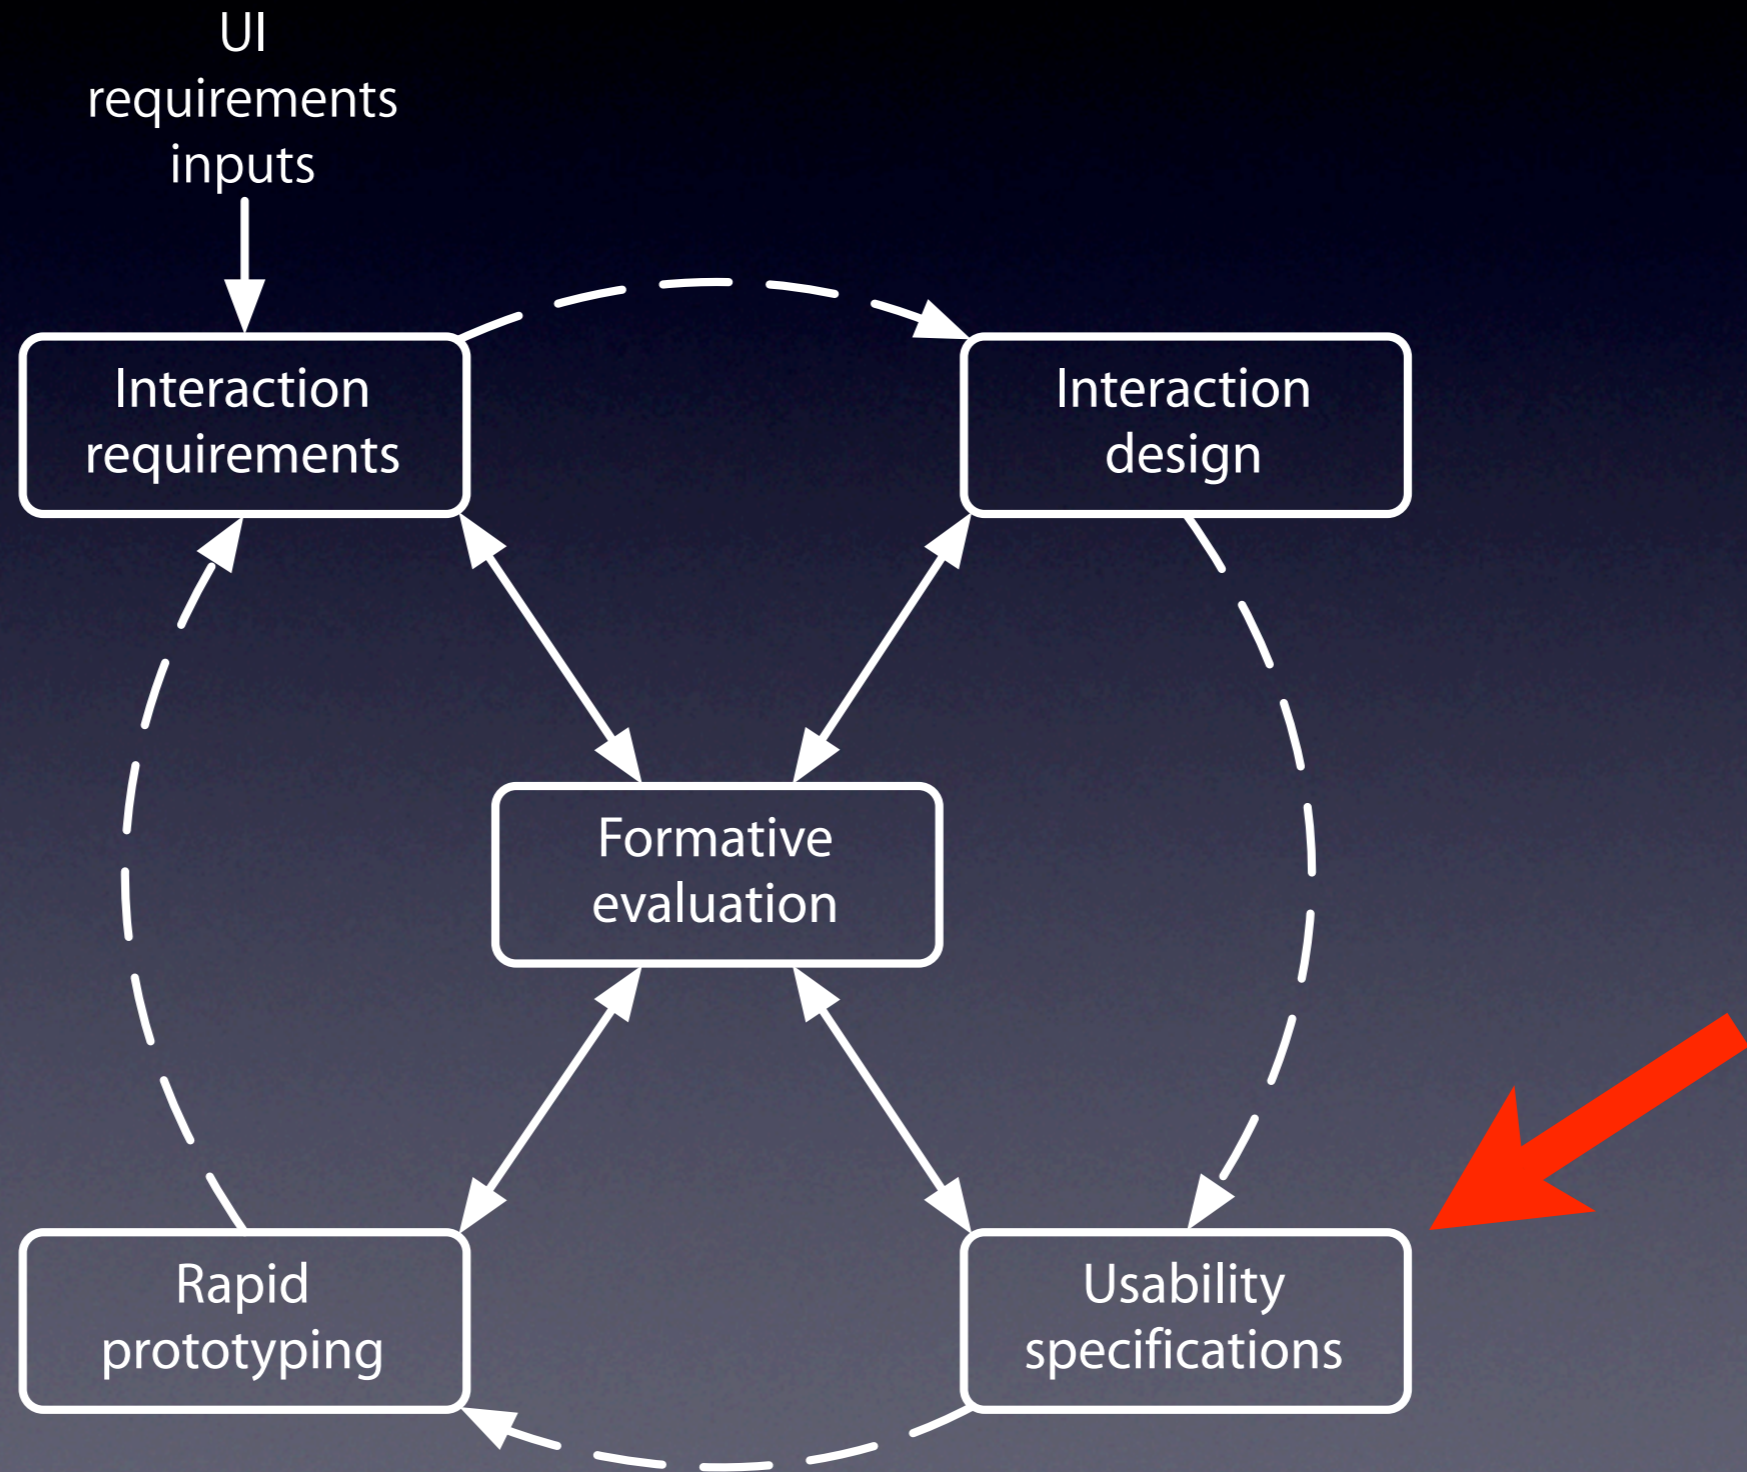 UI
requirements
inputs
Interaction
requirements
Interaction
design
Formative
evaluation
Rapid
prototyping
Usability
specifications